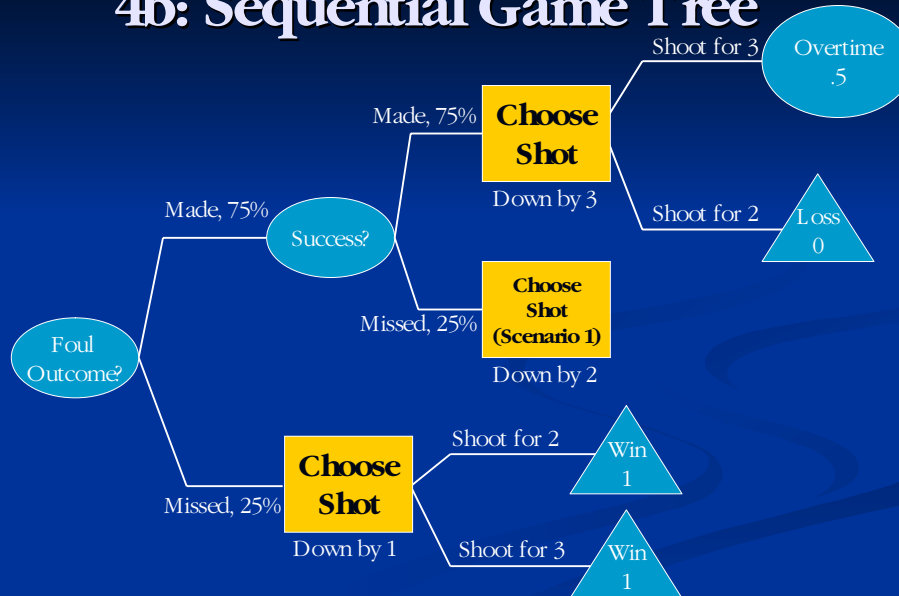 4b: Sequential Game Tree
Shoot for 3
Overtime
.5
Made, 75%
Choose
Shot
Down by 3
Shoot for 2
Loss
0
Made, 75%
Success?
Missed, 25%
Choose
Shot
(Scenario 1)
Down by 2
Foul
Outcome?
Missed, 25%
Choose
Shot
Down by 1
Shoot for 2
Win
1
Shoot for 3
Win
1